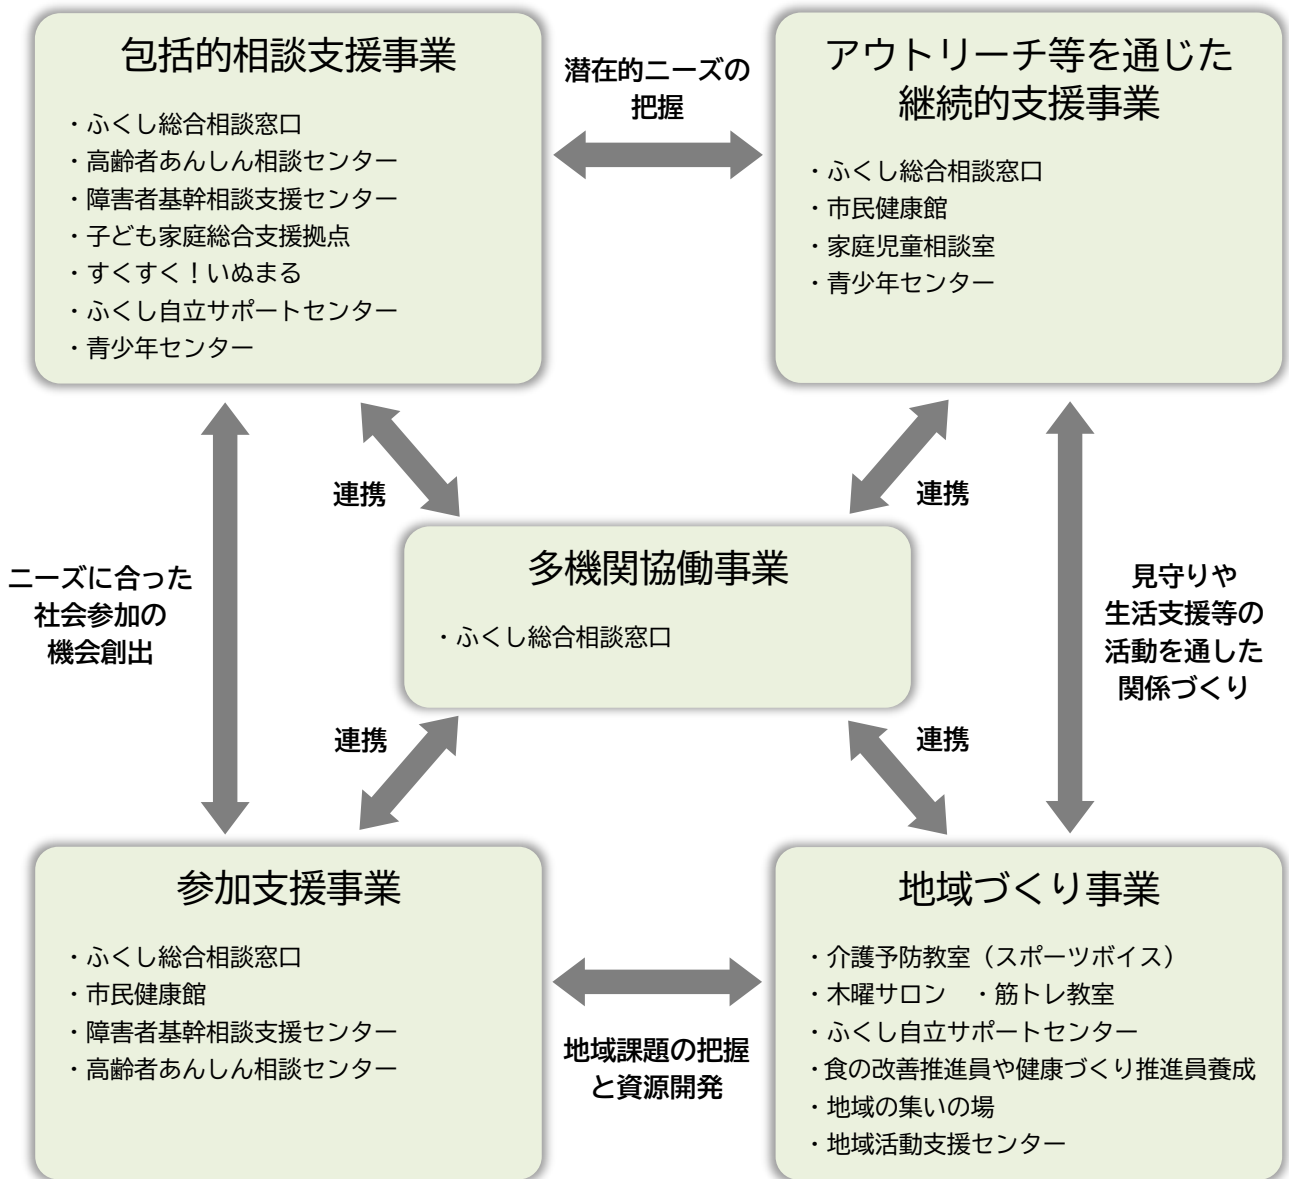 包括的相談支援事業
・ふくし総合相談窓口
・高齢者あんしん相談センター
・障害者基幹相談支援センター
・子ども家庭総合支援拠点
・すくすく！いぬまる
・ふくし自立サポートセンター
・青少年センター
潜在的ニーズの
把握
アウトリーチ等を通じた
継続的支援事業
・ふくし総合相談窓口
・市民健康館
・家庭児童相談室
・青少年センター
連携
連携
ニーズに合った
社会参加の
機会創出
多機関協働事業
・ふくし総合相談窓口
見守りや
生活支援等の
活動を通した
関係づくり
連携
連携
参加支援事業
・ふくし総合相談窓口
・市民健康館
・障害者基幹相談支援センター
・高齢者あんしん相談センター
地域課題の把握
と資源開発
地域づくり事業
・介護予防教室（スポーツボイス）
・木曜サロン　・筋トレ教室
・ふくし自立サポートセンター
・食の改善推進員や健康づくり推進員養成
・地域の集いの場
・地域活動支援センター